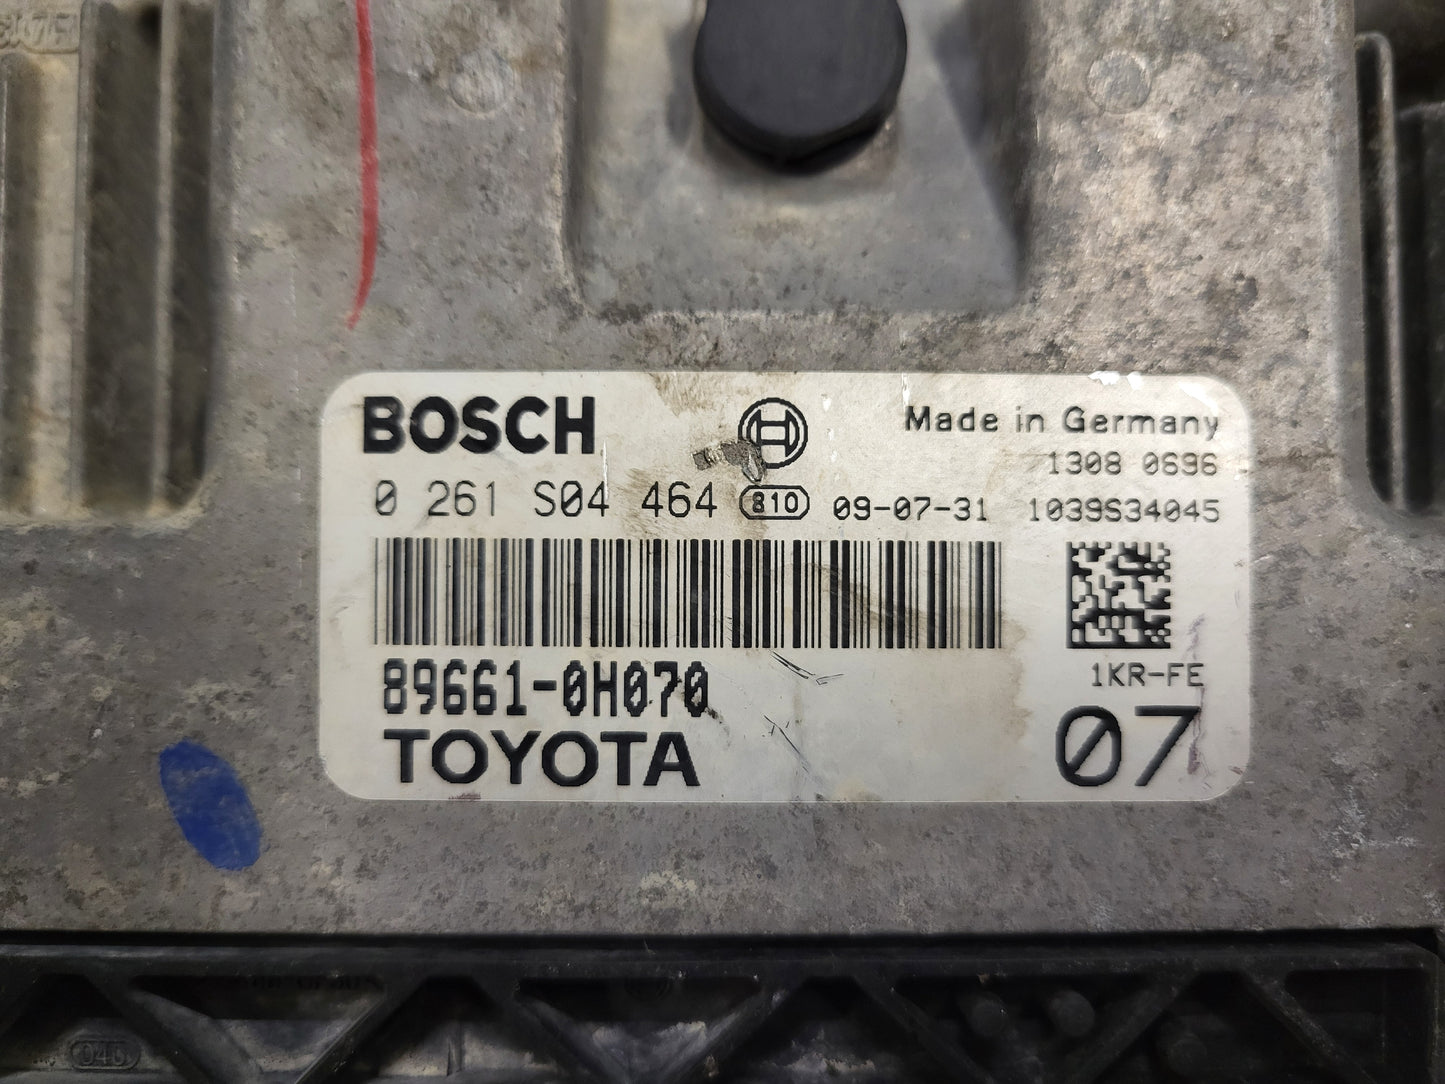 BOSCH
Made in Germany
1308 0696
0 261 S04 464 810 09-07-31 1039S34045
89661-0H070
1KR-FE
TOYOTA
07